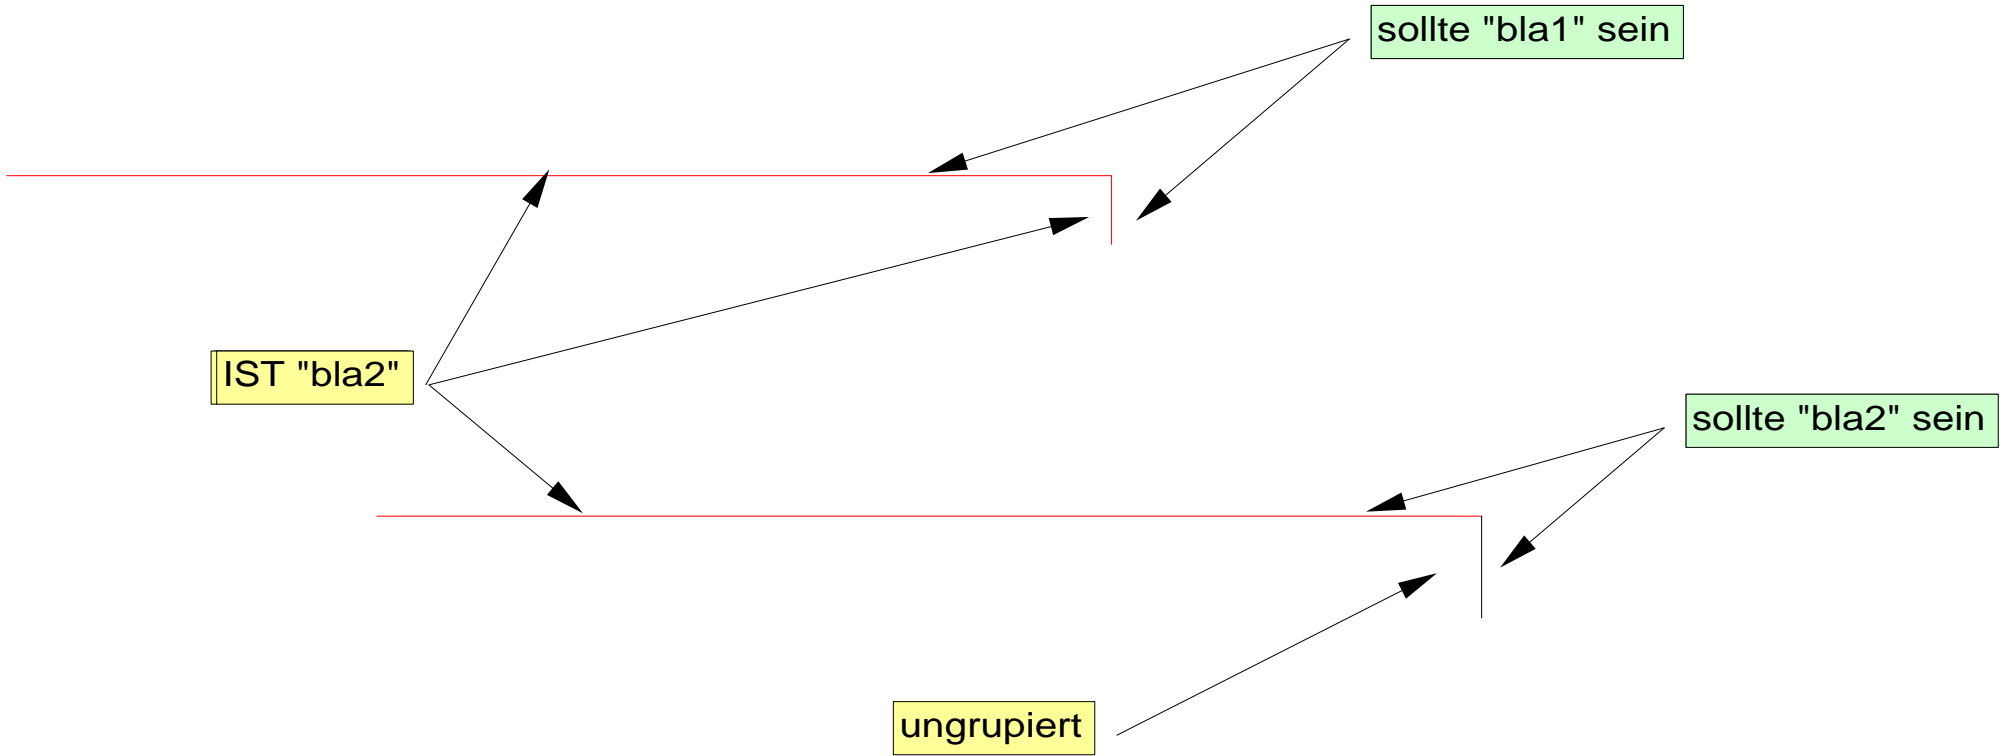 sollte "bla1" sein
IST "bla2"
sollte "bla2" sein
ungrupiert